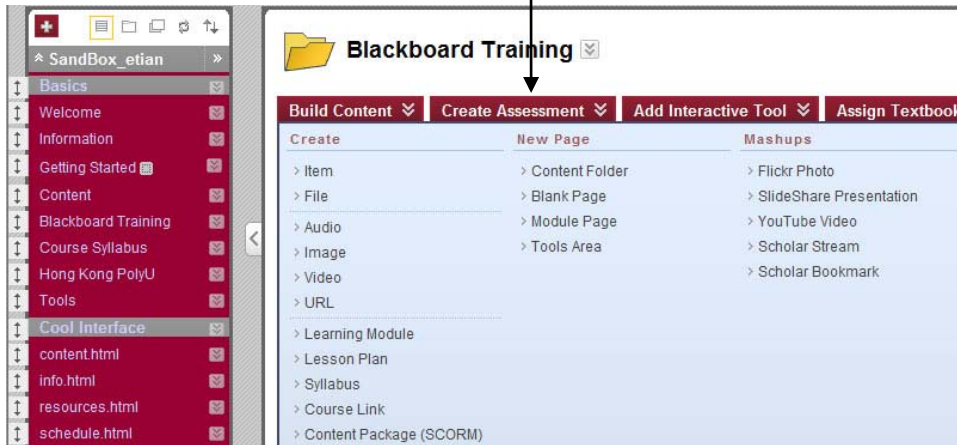 SandBox_etian
Basics
Welcome
Information
Getting Started
Content
Blackboard Training
Course Syllabus
Hong Kong PolyU
Tools
Cool Interface
content.html
info.html
resources.html
schedule.html
Blackboard Training
Build Content Create Assessment Add Interactive Tool Assign Textbook
Create
> Item
> File
> Audio
> Image
> Video
> URL
> Learning Module
> Lesson Plan
> Syllabus
> Course Link
> Content Package (SCORM)
New Page
> Content Folder
> Blank Page
> Module Page
> Tools Area
Mashups
> Flickr Photo
> SlideShare Presentation
> YouTube Video
> Scholar Stream
> Scholar Bookmark